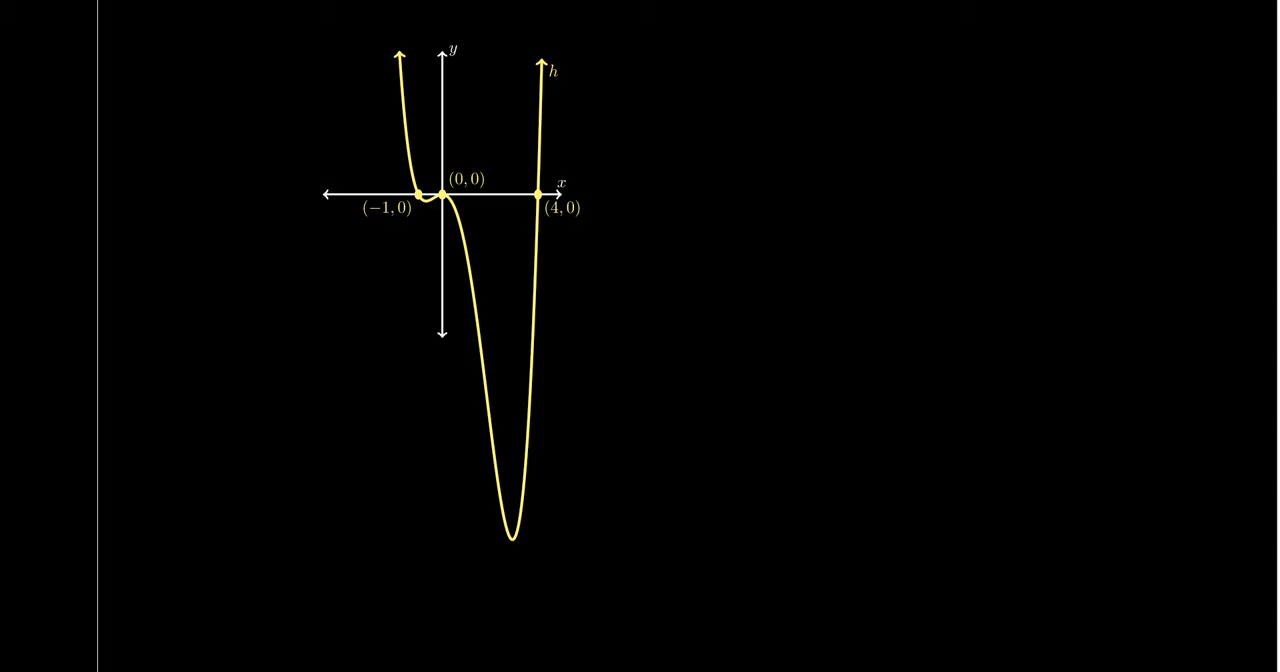 y
h
(0, 0)
x
(−1, 0)
(4, 0)